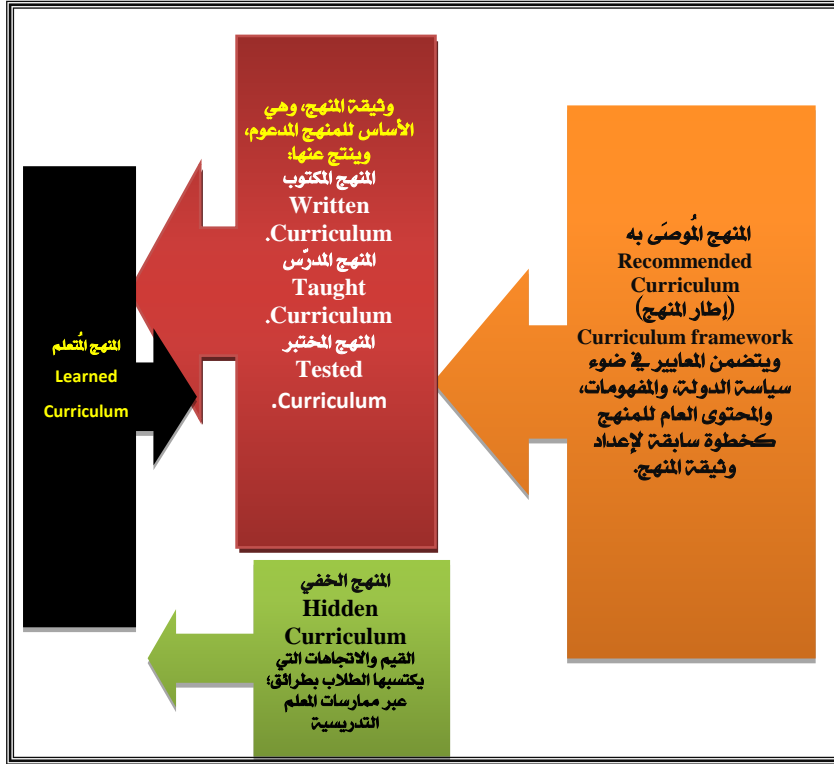 المنهج المُوصَى به
Recommended
Curriculum
(إطار المنهج)
Curriculum framework
ويتضمن المعايير في ضوء
سياسة الدولة، والمفهومات،
والمحتوى العام للمنهج
كخطوة سابقة لإعداد
وثيقة المنهج.
وثيقة المنهج، وهي
الأساس للمنهج المدعوم،
وينتج عنها:
المنهج المكتوب
Written
.Curriculum
المنهج المدرّس
Taught
.Curriculum
المنهج المختبر
Tested
.Curriculum
المنهج المُتعلم
Learned
Curriculum
المنهج الخفي
Hidden
Curriculum
القيم والاتجاهات التي
يكتسبها الطلاب بطرائق؛
عبر ممارسات المعلم
التدريسية